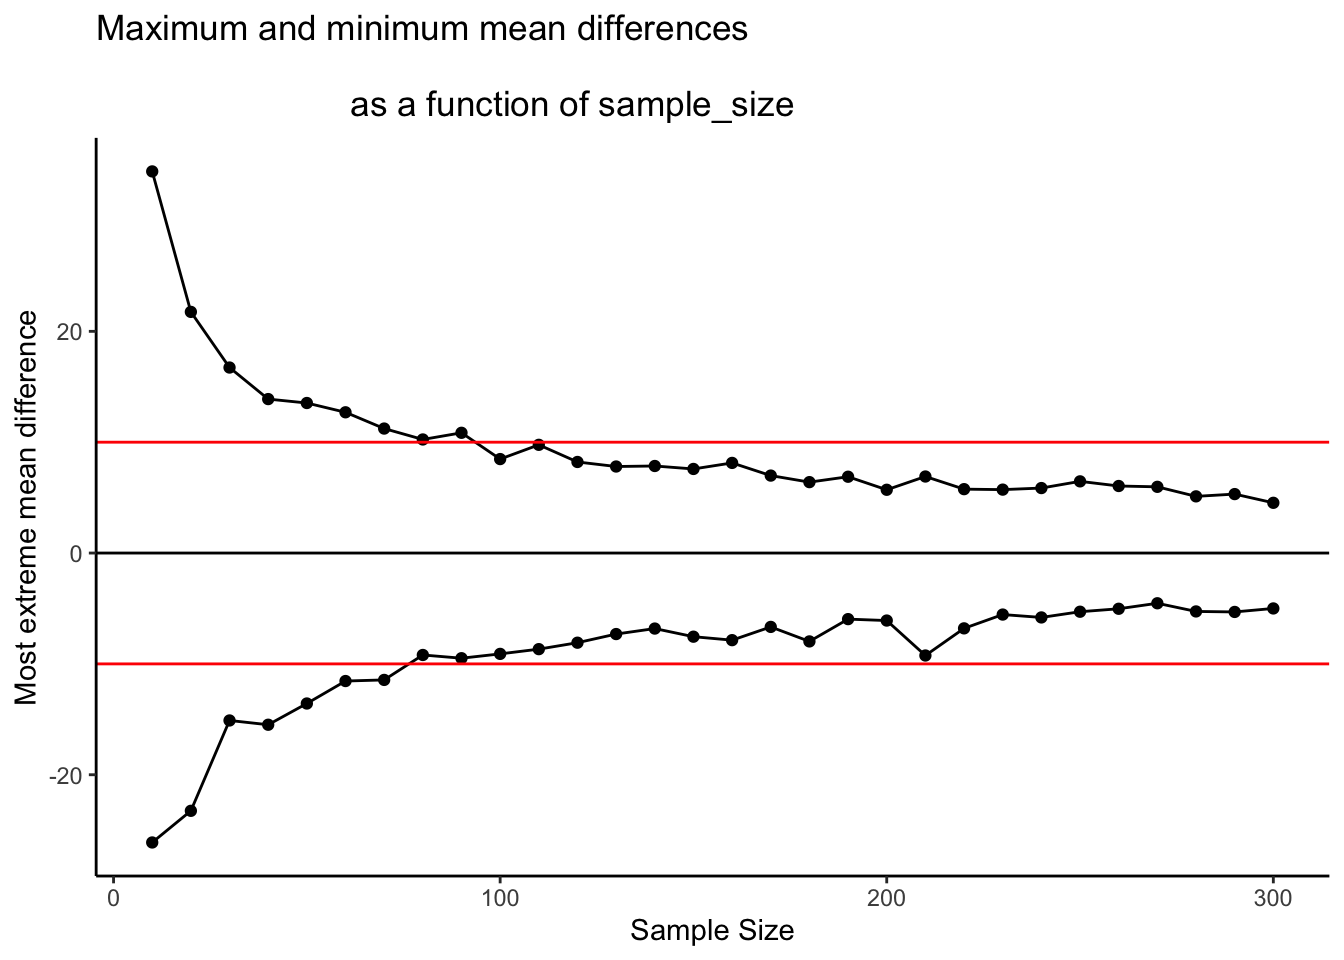 Maximum and minimum mean differences
as a function of sample_size
Most extreme mean difference
20
0
-20
0
100
200
300
Sample Size